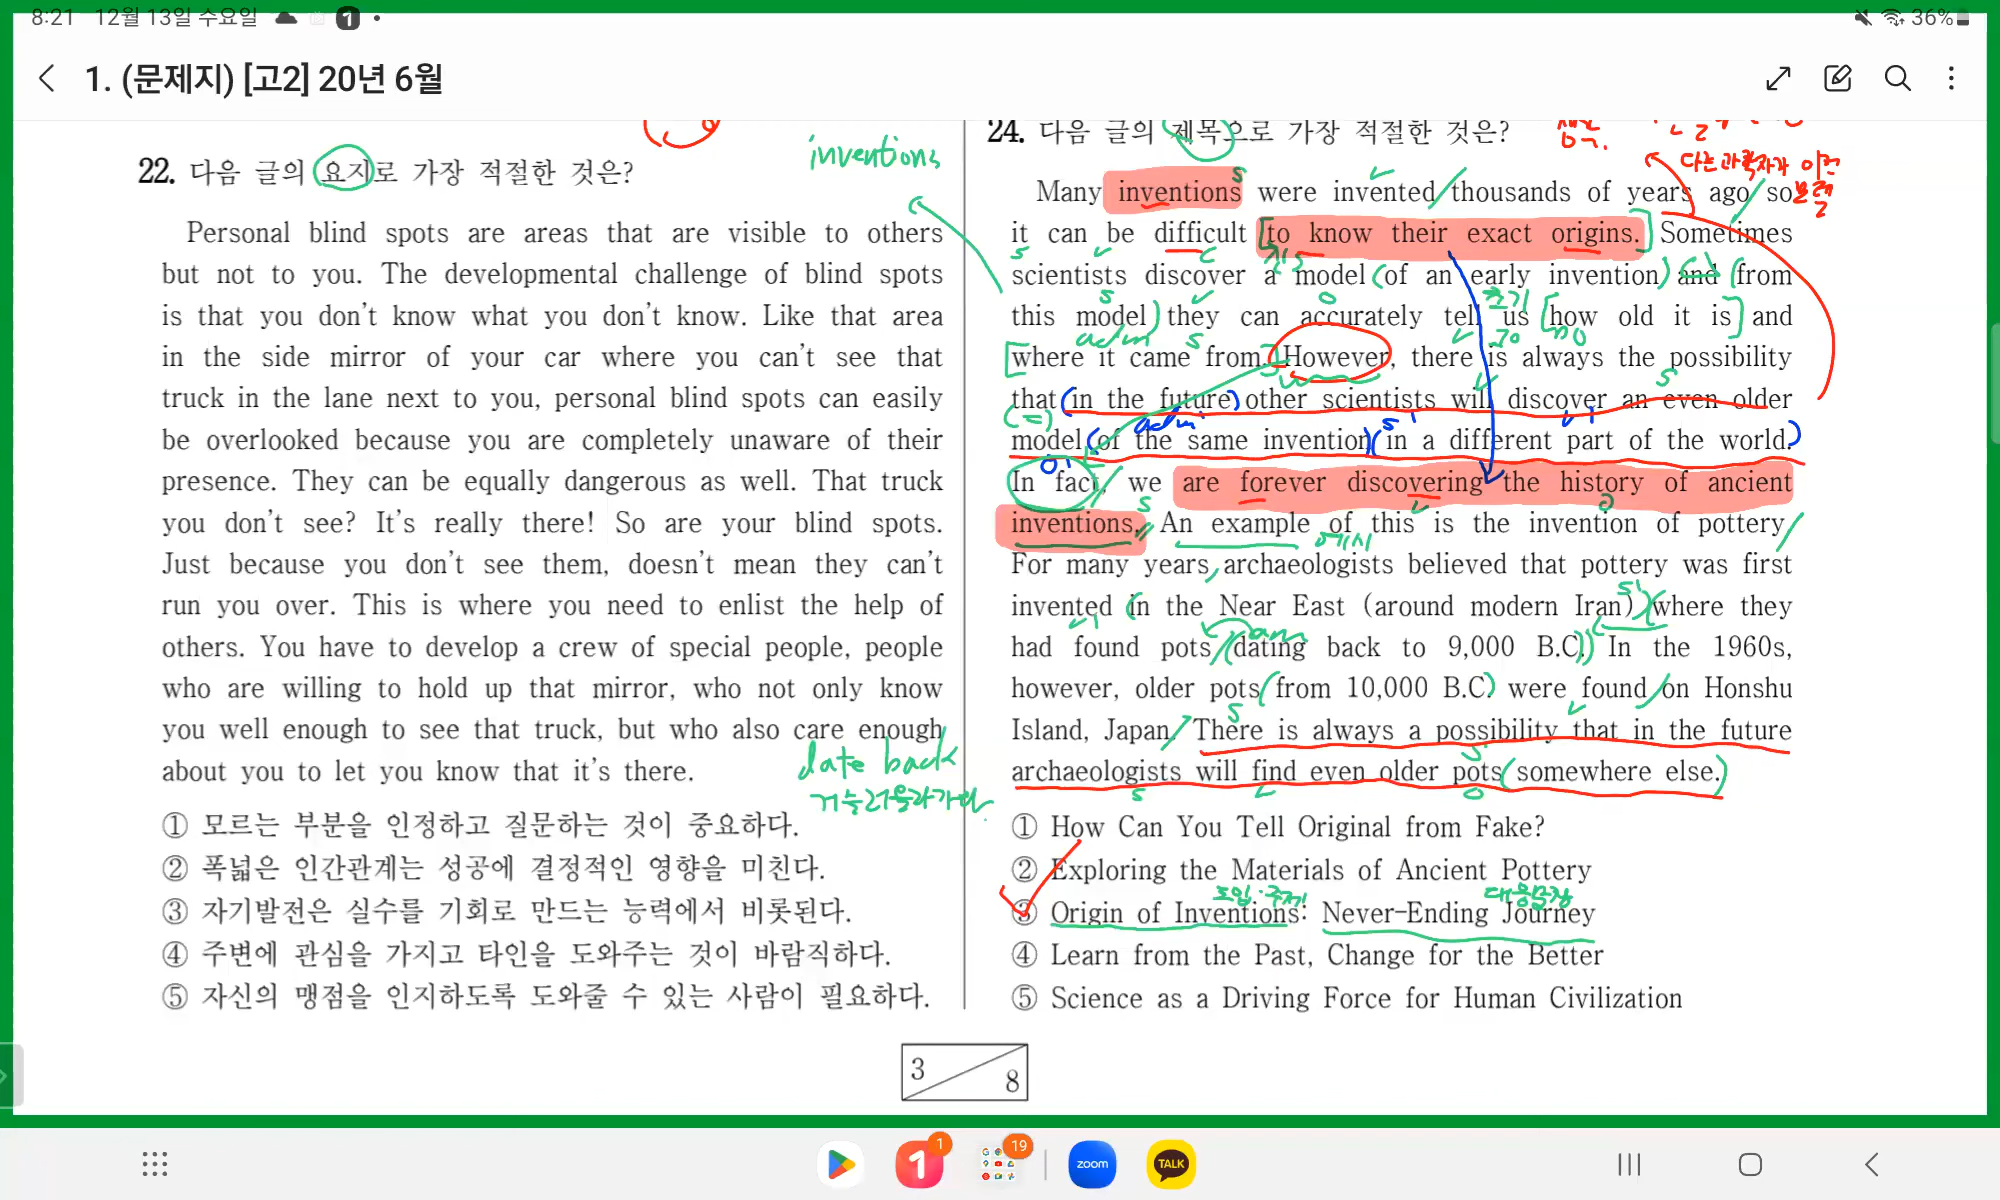 8:21 12월 13일 수요일
36%
1. (문제지) [고2] 20년 6월
22. 다음 글의 요지로 가장 적절한 것은?
Personal blind spots are areas that are visible to others
but not to you. The developmental challenge of blind spots
is that you don't know what you don't know. Like that area
in the side mirror of your car where you can't see that
truck in the lane next to you, personal blind spots can easily
be overlooked because you are completely unaware of their
presence. They can be equally dangerous as well. That truck
you don't see? It's really there! So are your blind spots.
Just because you don't see them, doesn't mean they can't
run you over. This is where you need to enlist the help of
others. You have to develop a crew of special people, people
who are willing to hold up that mirror, who not only know
you well enough to see that truck, but who also care enough
about you to let you know that it's there.
date back
거슬러올라가다.
① 모르는 부분을 인정하고 질문하는 것이 중요하다.
② 폭넓은 인간관계는 성공에 결정적인 영향을 미친다.
③ 자기발전은 실수를 기회로 만드는 능력에서 비롯된다.
④ 주변에 관심을 가지고 타인을 도와주는 것이 바람직하다.
⑤ 자신의 맹점을 인지하도록 도와줄 수 있는 사람이 필요하다.
inventions
24. 다음 글의 제목으로 가장 적절한 것은?
다른 과학자가
Many inventions were invented thousands of years ago so
it can be difficult to know their exact origins. Sometimes
scientists discover a model of an early invention and from
this model they can accurately tell us how old it is and
where it came from. However, there is always the possibility
that in the future other scientists will discover an even older
model of the same invention in a different part of the world.
In fact, we are forever discovering the history of ancient
inventions. An example of this is the invention of pottery.
예시
For many years, archaeologists believed that pottery was first
invented in the Near East (around modern Iran) where they
had found pots dating back to 9,000 B.C. In the 1960s,
however, older pots from 10,000 B.C. were found on Honshu
Island, Japan. There is always a possibility that in the future
archaeologists will find even older pots somewhere else.
① How Can You Tell Original from Fake?
② Exploring the Materials of Ancient Pottery
도입·주제 대응문장
③ Origin of Inventions: Never-Ending Journey
④ Learn from the Past, Change for the Better
⑤ Science as a Driving Force for Human Civilization
3 8
1
19
zoom
TALK